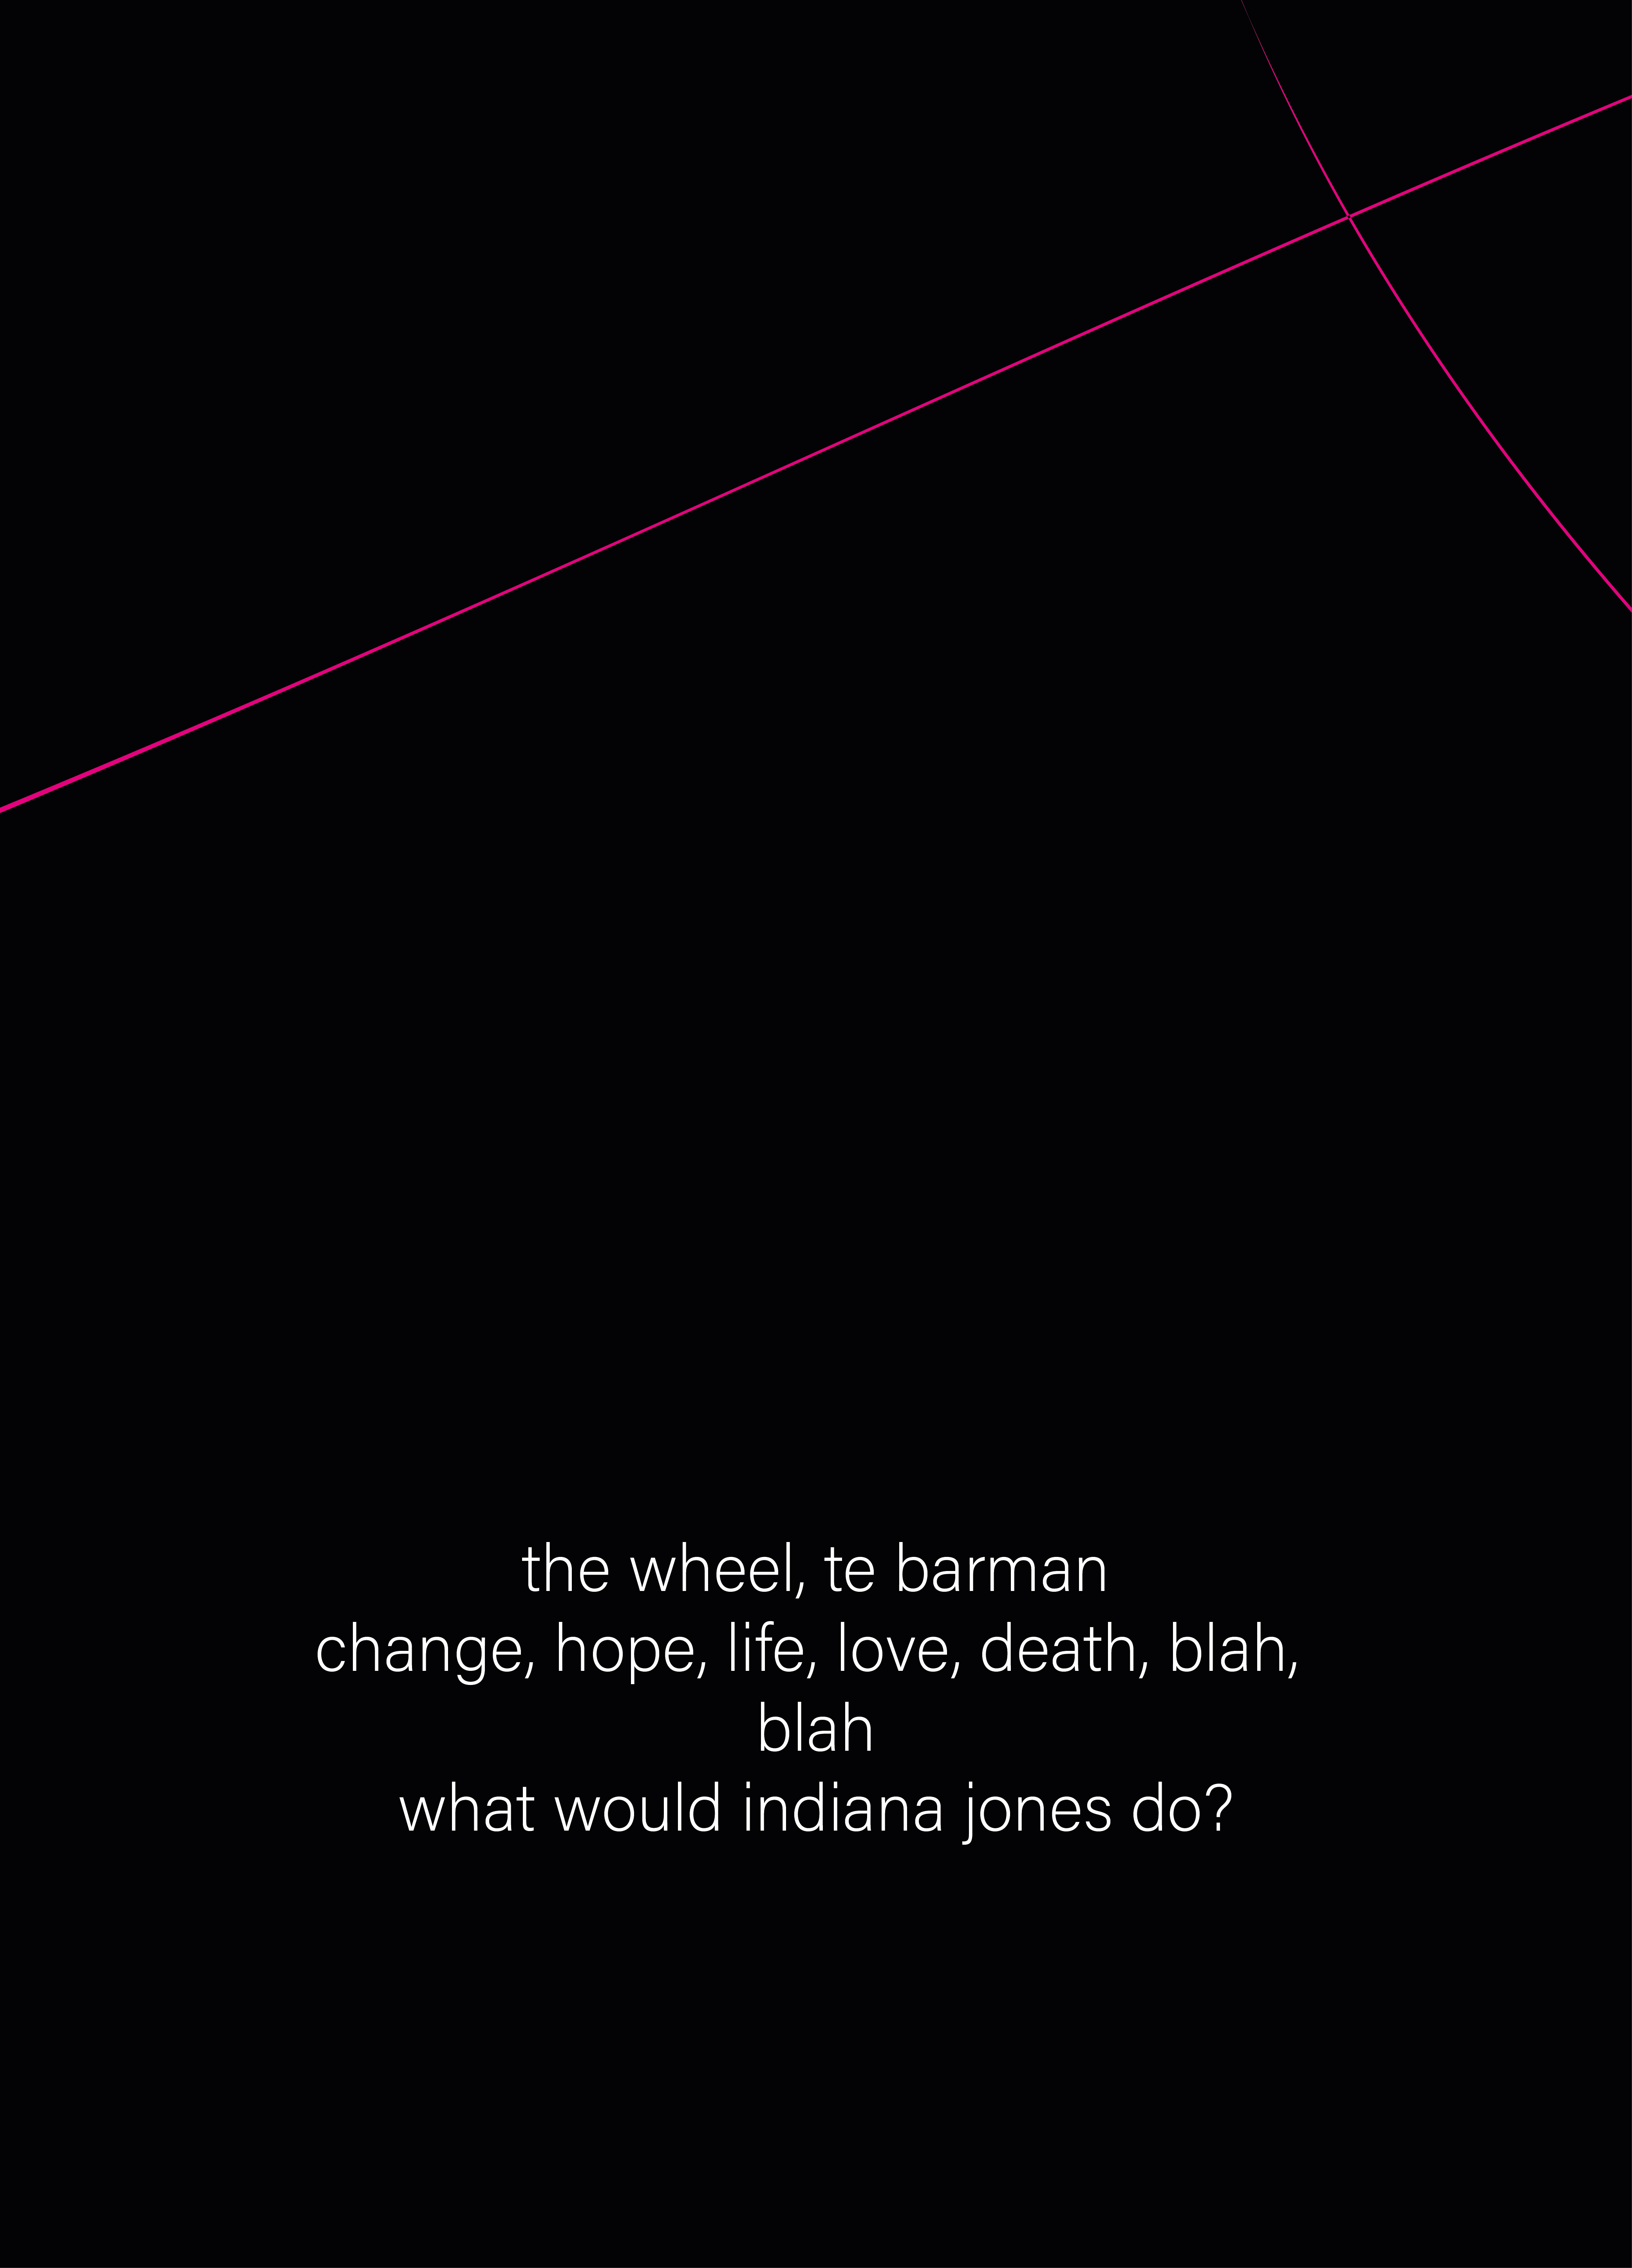 the wheel, te barman
change, hope, life, love, death, blah,
blah
what would indiana jones do?